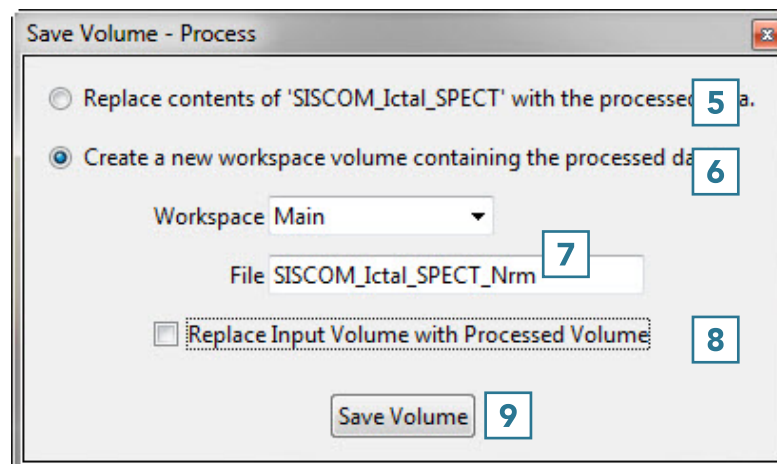 Save Volume - Process
Replace contents of 'SISCOM_Ictal_SPECT' with the processed a. 5
Create a new workspace volume containing the processed da 6
Workspace Main
7
File SISCOM_Ictal_SPECT_Nrm
Replace Input Volume with Processed Volume 8
Save Volume 9